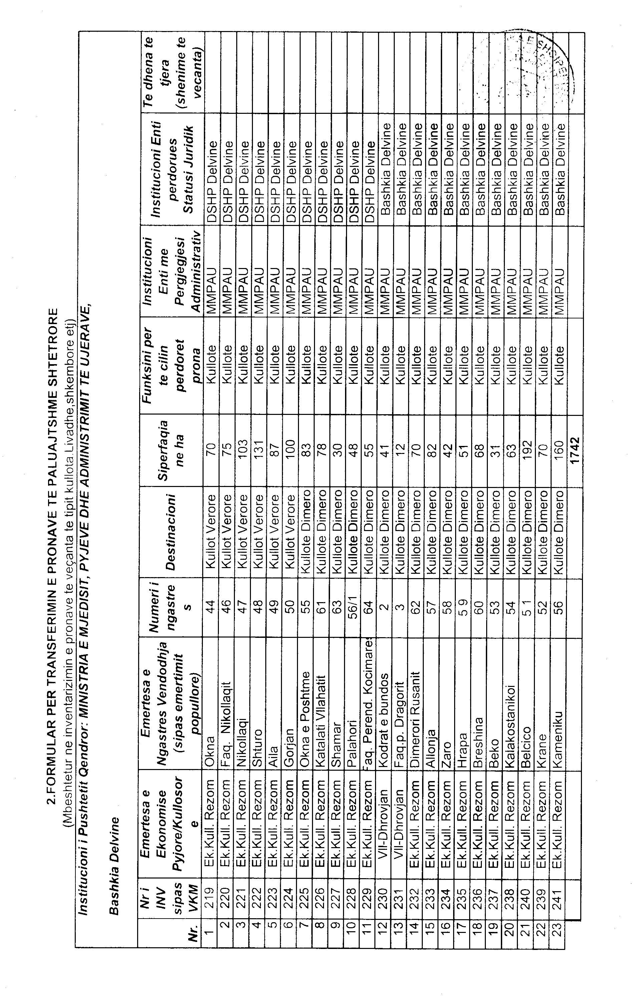 2.FORMULAR PER TRANSFERIMIN E PRONAVE TE PALUAJTSHME SHTETRORE
(Mbeshtetur ne inventarizimin e pronave te veçanta te tipit kullota.Livadhe,shkembore etj)
Institucioni i Pushtetit Qendror: MINISTRIA E MJEDISIT, PYJEVE DHE ADMINISTRIMIT TE UJERAVE,
Bashkia Delvine
Nr. | Nr i INV sipas VKM | Emertesa e Ekonomise Pyjore/Kullosor e | Emertesa e Ngastres Vendodhja (sipas emertimit popullore) | Numeri i ngastre s | Destinacioni | Siperfaqia ne ha | Funksini per te cilin perdoret prona | Institucioni Enti me Pergjegjesi Administrativ | Institucioni Enti perdorues Statusi Juridik | Te dhena te tjera (shenime te vecanta)
1 219 Ek.Kull. Rezom Okna 44 Kullot Verore 70 Kullote MMPAU DSHP Delvine
2 220 Ek.Kull. Rezom Faq. Nikollaqit 46 Kullot Verore 75 Kullote MMPAU DSHP Delvine
3 221 Ek.Kull. Rezom Nikollaqi 47 Kullot Verore 103 Kullote MMPAU DSHP Delvine
4 222 Ek.Kull. Rezom Shturo 48 Kullot Verore 131 Kullote MMPAU DSHP Delvine
5 223 Ek.Kull. Rezom Aila 49 Kullot Verore 87 Kullote MMPAU DSHP Delvine
6 224 Ek.Kull. Rezom Gorjan 50 Kullot Verore 100 Kullote MMPAU DSHP Delvine
7 225 Ek.Kull. Rezom Okna e Poshtme 55 Kullote Dimero 83 Kullote MMPAU DSHP Delvine
8 226 Ek.Kull. Rezom Katalati Vllahatit 61 Kullote Dimero 78 Kullote MMPAU DSHP Delvine
9 227 Ek.Kull. Rezom Shamar 63 Kullote Dimero 30 Kullote MMPAU DSHP Delvine
10 228 Ek.Kull. Rezom Palahori 56/1 Kullote Dimero 48 Kullote MMPAU DSHP Delvine
11 229 Ek.Kull. Rezom Faq. Perend. Kocimares 64 Kullote Dimero 55 Kullote MMPAU DSHP Delvine
12 230 VII-Dhrovjan Kodrat e bundos 2 Kullote Dimero 41 Kullote MMPAU Bashkia Delvine
13 231 VII-Dhrovjan Faq.p. Dragorit 3 Kullote Dimero 12 Kullote MMPAU Bashkia Delvine
14 232 Ek.Kull. Rezom Dimerori Rusanit 62 Kullote Dimero 70 Kullote MMPAU Bashkia Delvine
15 233 Ek.Kull. Rezom Allonja 57 Kullote Dimero 82 Kullote MMPAU Bashkia Delvine
16 234 Ek.Kull. Rezom Zaro 58 Kullote Dimero 42 Kullote MMPAU Bashkia Delvine
17 235 Ek.Kull. Rezom Hrapa 5 9 Kullote Dimero 51 Kullote MMPAU Bashkia Delvine
18 236 Ek.Kull. Rezom Breshina 60 Kullote Dimero 68 Kullote MMPAU Bashkia Delvine
19 237 Ek.Kull. Rezom Beko 53 Kullote Dimero 31 Kullote MMPAU Bashkia Delvine
20 238 Ek.Kull. Rezom Kalakostanikoi 54 Kullote Dimero 63 Kullote MMPAU Bashkia Delvine
21 240 Ek.Kull. Rezom Belcico 5 1 Kullote Dimero 192 Kullote MMPAU Bashkia Delvine
22 239 Ek.Kull. Rezom Krane 52 Kullote Dimero 70 Kullote MMPAU Bashkia Delvine
23 241 Ek.Kull. Rezom Kameniku 56 Kullote Dimero 160 Kullote MMPAU Bashkia Delvine
1742